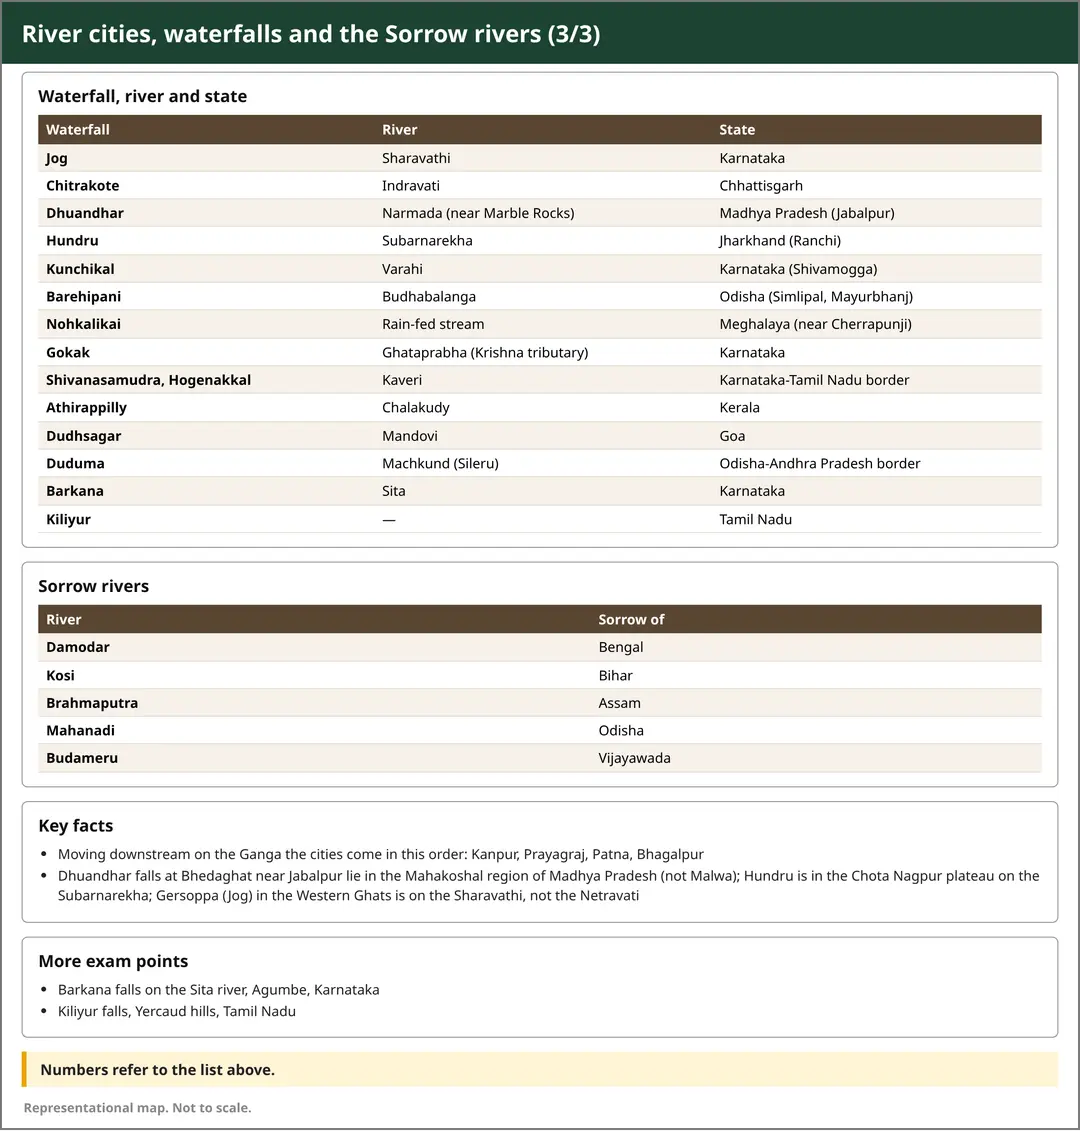 River cities, waterfalls and the Sorrow rivers (3/3)
Waterfall, river and state
Waterfall River State
Jog Sharavathi Karnataka
Chitrakote Indravati Chhattisgarh
Dhuandhar Narmada (near Marble Rocks) Madhya Pradesh (Jabalpur)
Hundru Subarnarekha Jharkhand (Ranchi)
Kunchikal Varahi Karnataka (Shivamogga)
Barehipani Budhabalanga Odisha (Simlipal, Mayurbhanj)
Nohkalikai Rain-fed stream Meghalaya (near Cherrapunji)
Gokak Ghataprabha (Krishna tributary) Karnataka
Shivanasamudra, Hogenakkal Kaveri Karnataka-Tamil Nadu border
Athirappilly Chalakudy Kerala
Dudhsagar Mandovi Goa
Duduma Machkund (Sileru) Odisha-Andhra Pradesh border
Barkana Sita Karnataka
Kiliyur — Tamil Nadu
Sorrow rivers
River Sorrow of
Damodar Bengal
Kosi Bihar
Brahmaputra Assam
Mahanadi Odisha
Budameru Vijayawada
Key facts
• Moving downstream on the Ganga the cities come in this order: Kanpur, Prayagraj, Patna, Bhagalpur
• Dhuandhar falls at Bhedaghat near Jabalpur lie in the Mahakoshal region of Madhya Pradesh (not Malwa); Hundru is in the Chota Nagpur plateau on the
Subarnarekha; Gersoppa (Jog) in the Western Ghats is on the Sharavathi, not the Netravati
More exam points
• Barkana falls on the Sita river, Agumbe, Karnataka
• Kiliyur falls, Yercaud hills, Tamil Nadu
Numbers refer to the list above.
Representational map. Not to scale.